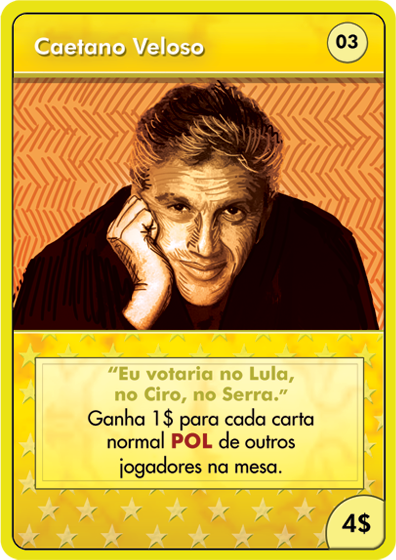 Caetano Veloso
03
“Eu votaria no Lula,
no Ciro, no Serra.”
Ganha 1$ para cada carta
normal POL de outros
jogadores na mesa.
4$